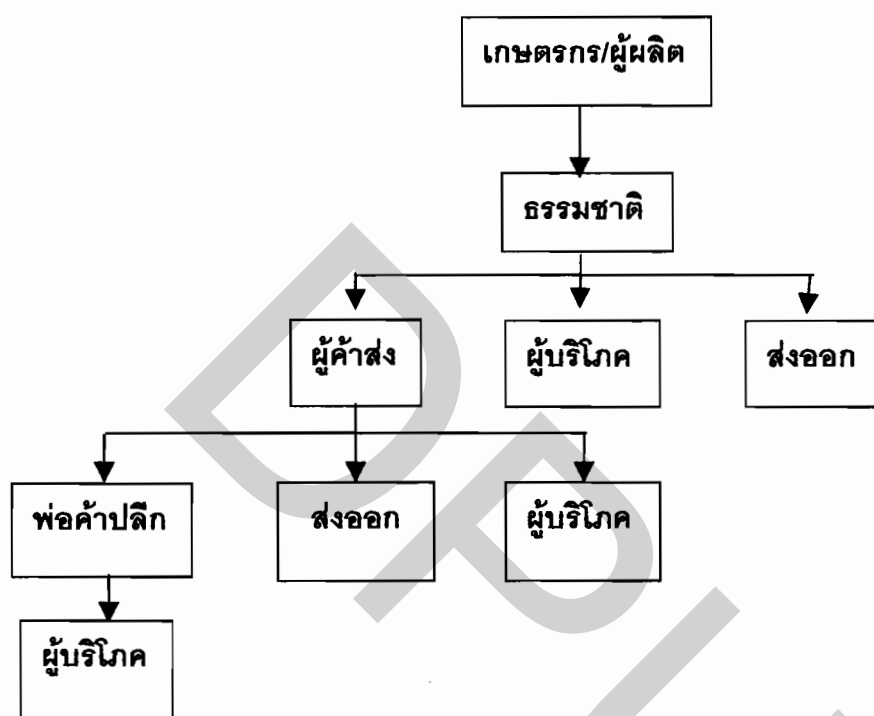 เกษตรกร/ผู้ผลิต
ธรรมชาติ
ผู้ค้าส่ง ผู้บริโภค ส่งออก
พ่อค้าปลีก ส่งออก ผู้บริโภค
ผู้บริโภค